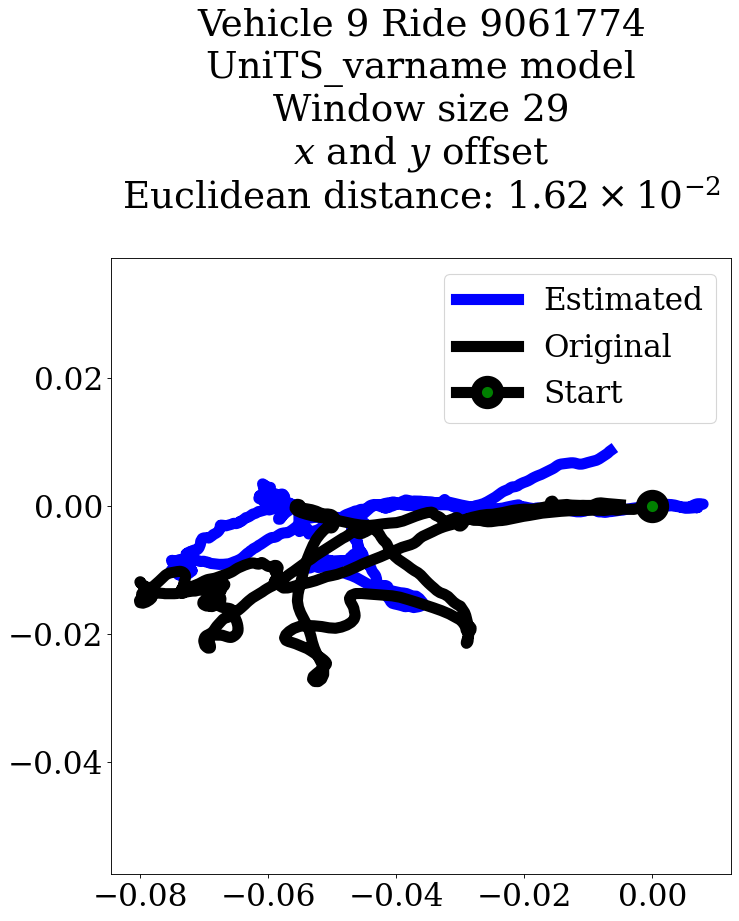 Vehicle 9 Ride 9061774
UniTS_varname model
Window size 29
x and y offset
Euclidean distance: 1.62 × 10⁻²
Estimated
Original
Start
0.02
0.00
−0.02
−0.04
−0.08 −0.06 −0.04 −0.02 0.00